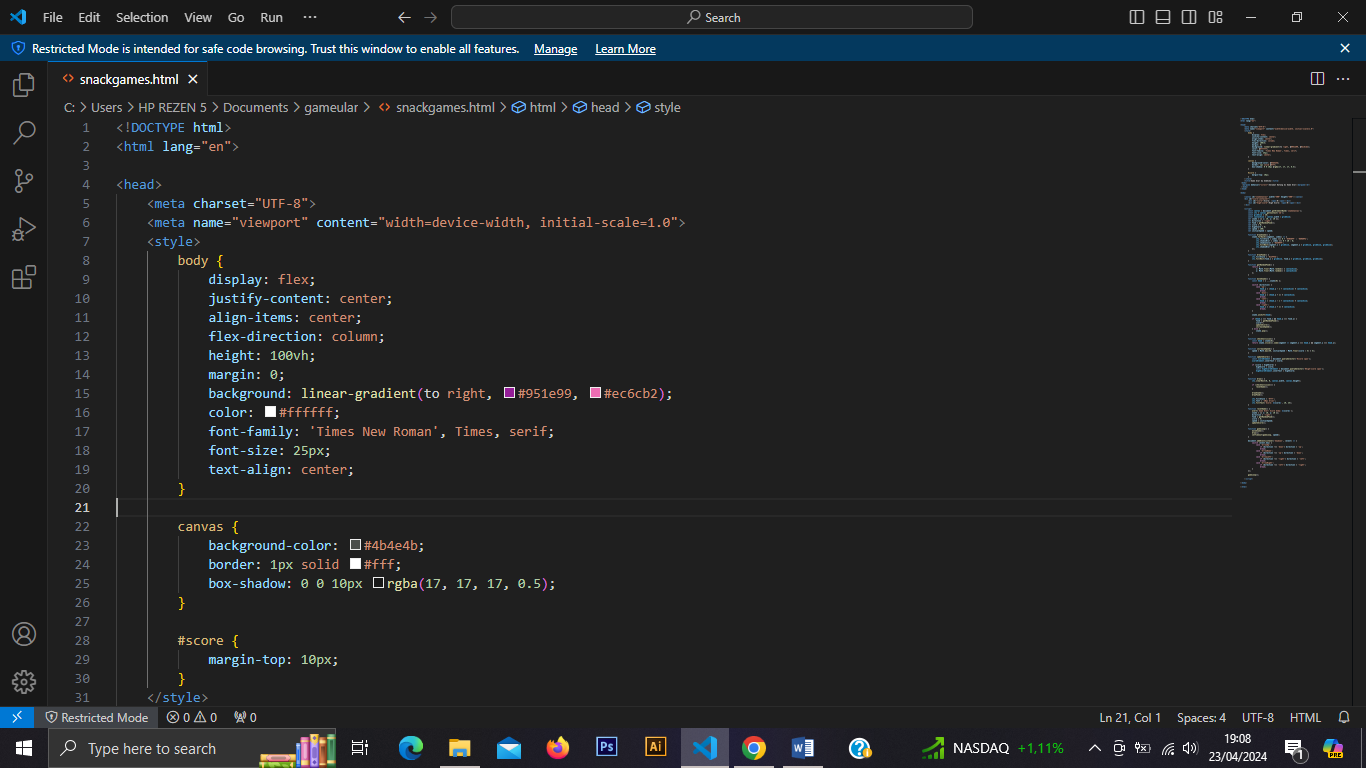 File Edit Selection View Go Run ··· Search
Restricted Mode is intended for safe code browsing. Trust this window to enable all features. Manage Learn More
snackgames.html
C: > Users > HP REZEN 5 > Documents > gameular > snackgames.html > html > head > style
1 <!DOCTYPE html>
2 <html lang="en">
3
4 <head>
5 <meta charset="UTF-8">
6 <meta name="viewport" content="width=device-width, initial-scale=1.0">
7 <style>
8 body {
9 display: flex;
10 justify-content: center;
11 align-items: center;
12 flex-direction: column;
13 height: 100vh;
14 margin: 0;
15 background: linear-gradient(to right, #951e99, #ec6cb2);
16 color: #ffffff;
17 font-family: 'Times New Roman', Times, serif;
18 font-size: 25px;
19 text-align: center;
20 }
21
22 canvas {
23 background-color: #4b4e4b;
24 border: 1px solid #fff;
25 box-shadow: 0 0 10px rgba(17, 17, 17, 0.5);
26 }
27
28 #score {
29 margin-top: 10px;
30 }
31 </style>
Restricted Mode 0 0 0 Ln 21, Col 1 Spaces: 4 UTF-8 HTML
Type here to search Ps Ai W NASDAQ +1,11% 19:08 1 PRE
23/04/2024